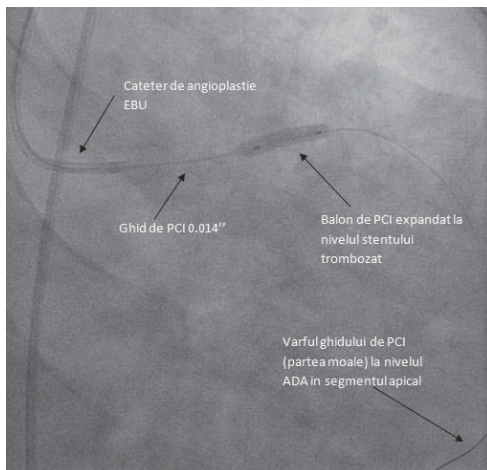 Cateter de angioplastie
EBU
Ghid de PCI 0.014’’
Balon de PCI expandat la
nivelul stentului
trombozat
Varful ghidului de PCI
(partea moale) la nivelul
ADA in segmentul apical